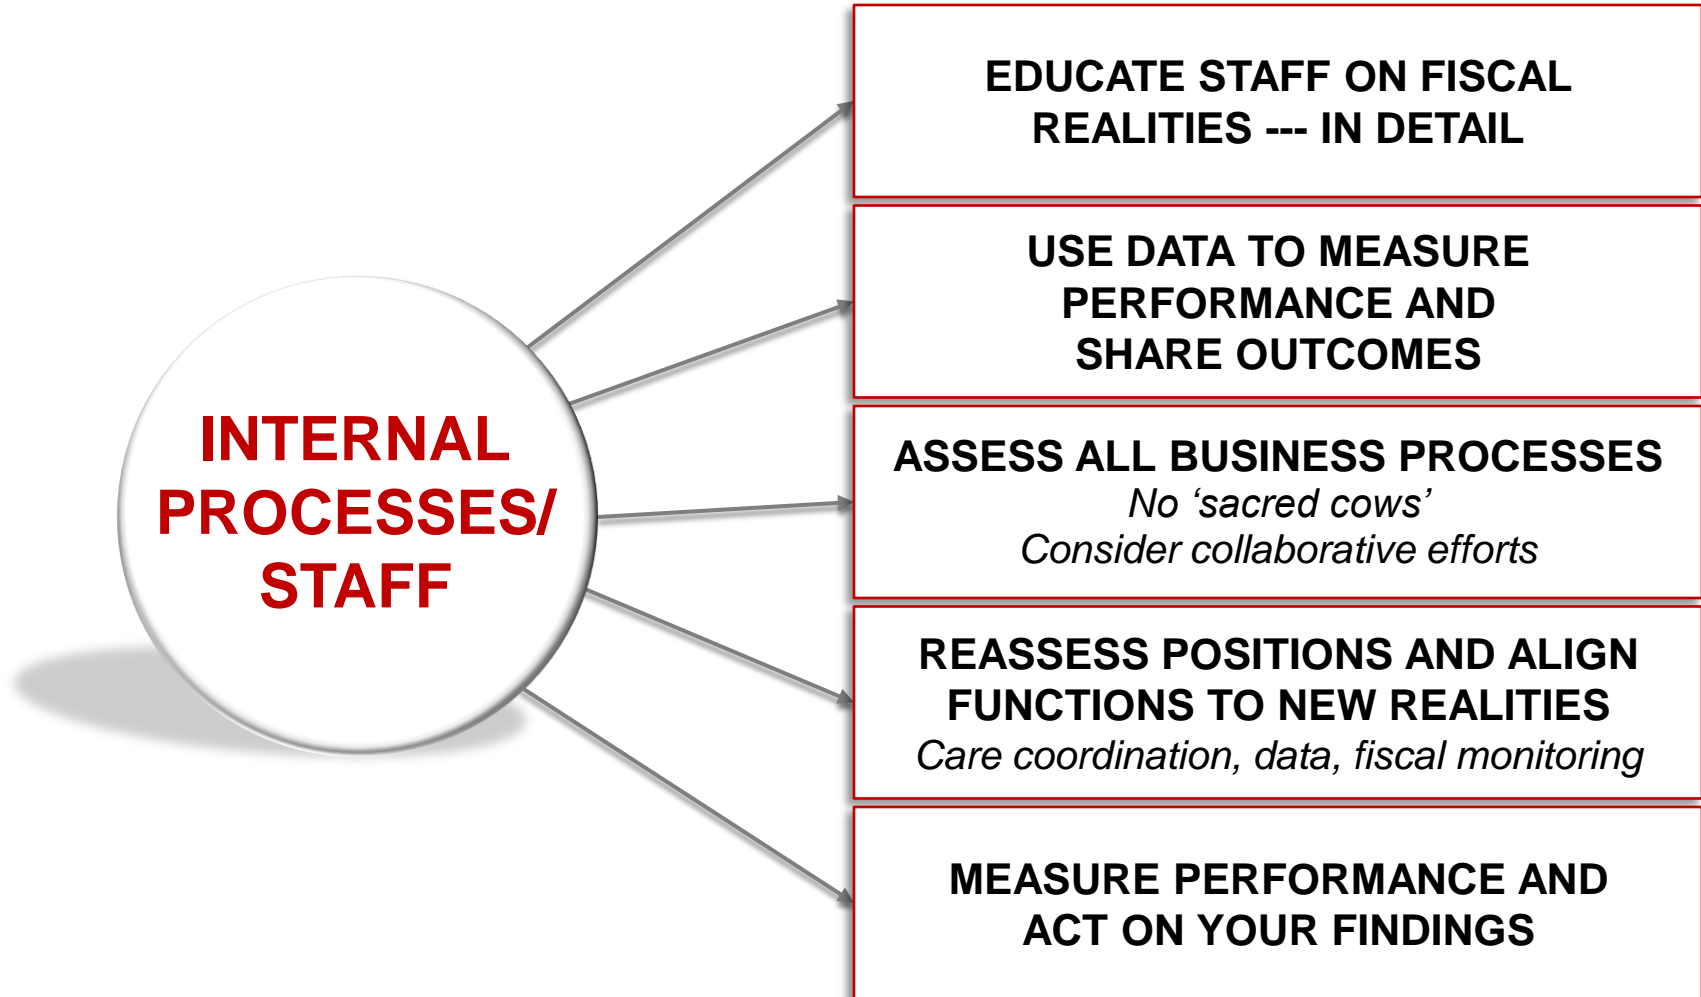 INTERNAL
PROCESSES/
STAFF
EDUCATE STAFF ON FISCAL
REALITIES --- IN DETAIL
USE DATA TO MEASURE
PERFORMANCE AND
SHARE OUTCOMES
ASSESS ALL BUSINESS PROCESSES
No ‘sacred cows’
Consider collaborative efforts
REASSESS POSITIONS AND ALIGN
FUNCTIONS TO NEW REALITIES
Care coordination, data, fiscal monitoring
MEASURE PERFORMANCE AND
ACT ON YOUR FINDINGS